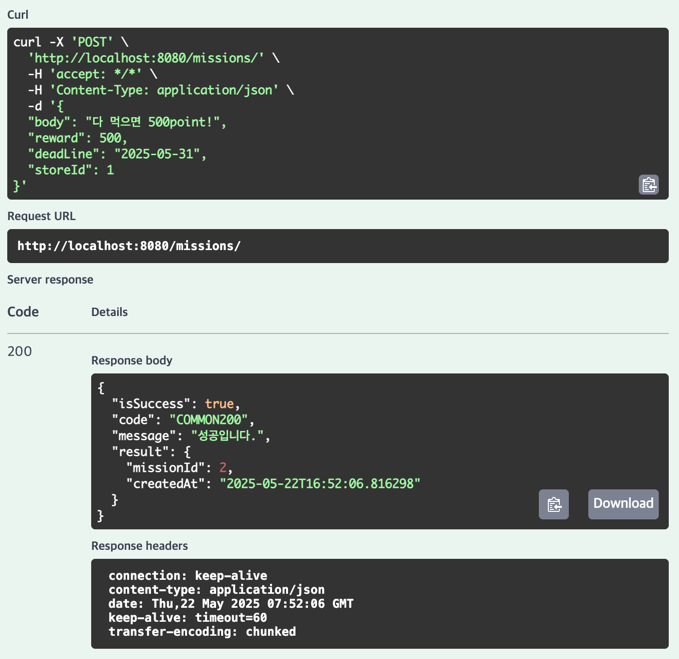 Curl
curl -X 'POST' \
  'http://localhost:8080/missions/' \
  -H 'accept: */*' \
  -H 'Content-Type: application/json' \
  -d '{
  "body": "다 먹으면 500point!",
  "reward": 500,
  "deadLine": "2025-05-31",
  "storeId": 1
}'
Request URL
http://localhost:8080/missions/
Server response
Code Details
200
Response body
{
  "isSuccess": true,
  "code": "COMMON200",
  "message": "성공입니다.",
  "result": {
    "missionId": 2,
    "createdAt": "2025-05-22T16:52:06.816298"
  }
}
Download
Response headers
connection: keep-alive
content-type: application/json
date: Thu,22 May 2025 07:52:06 GMT
keep-alive: timeout=60
transfer-encoding: chunked